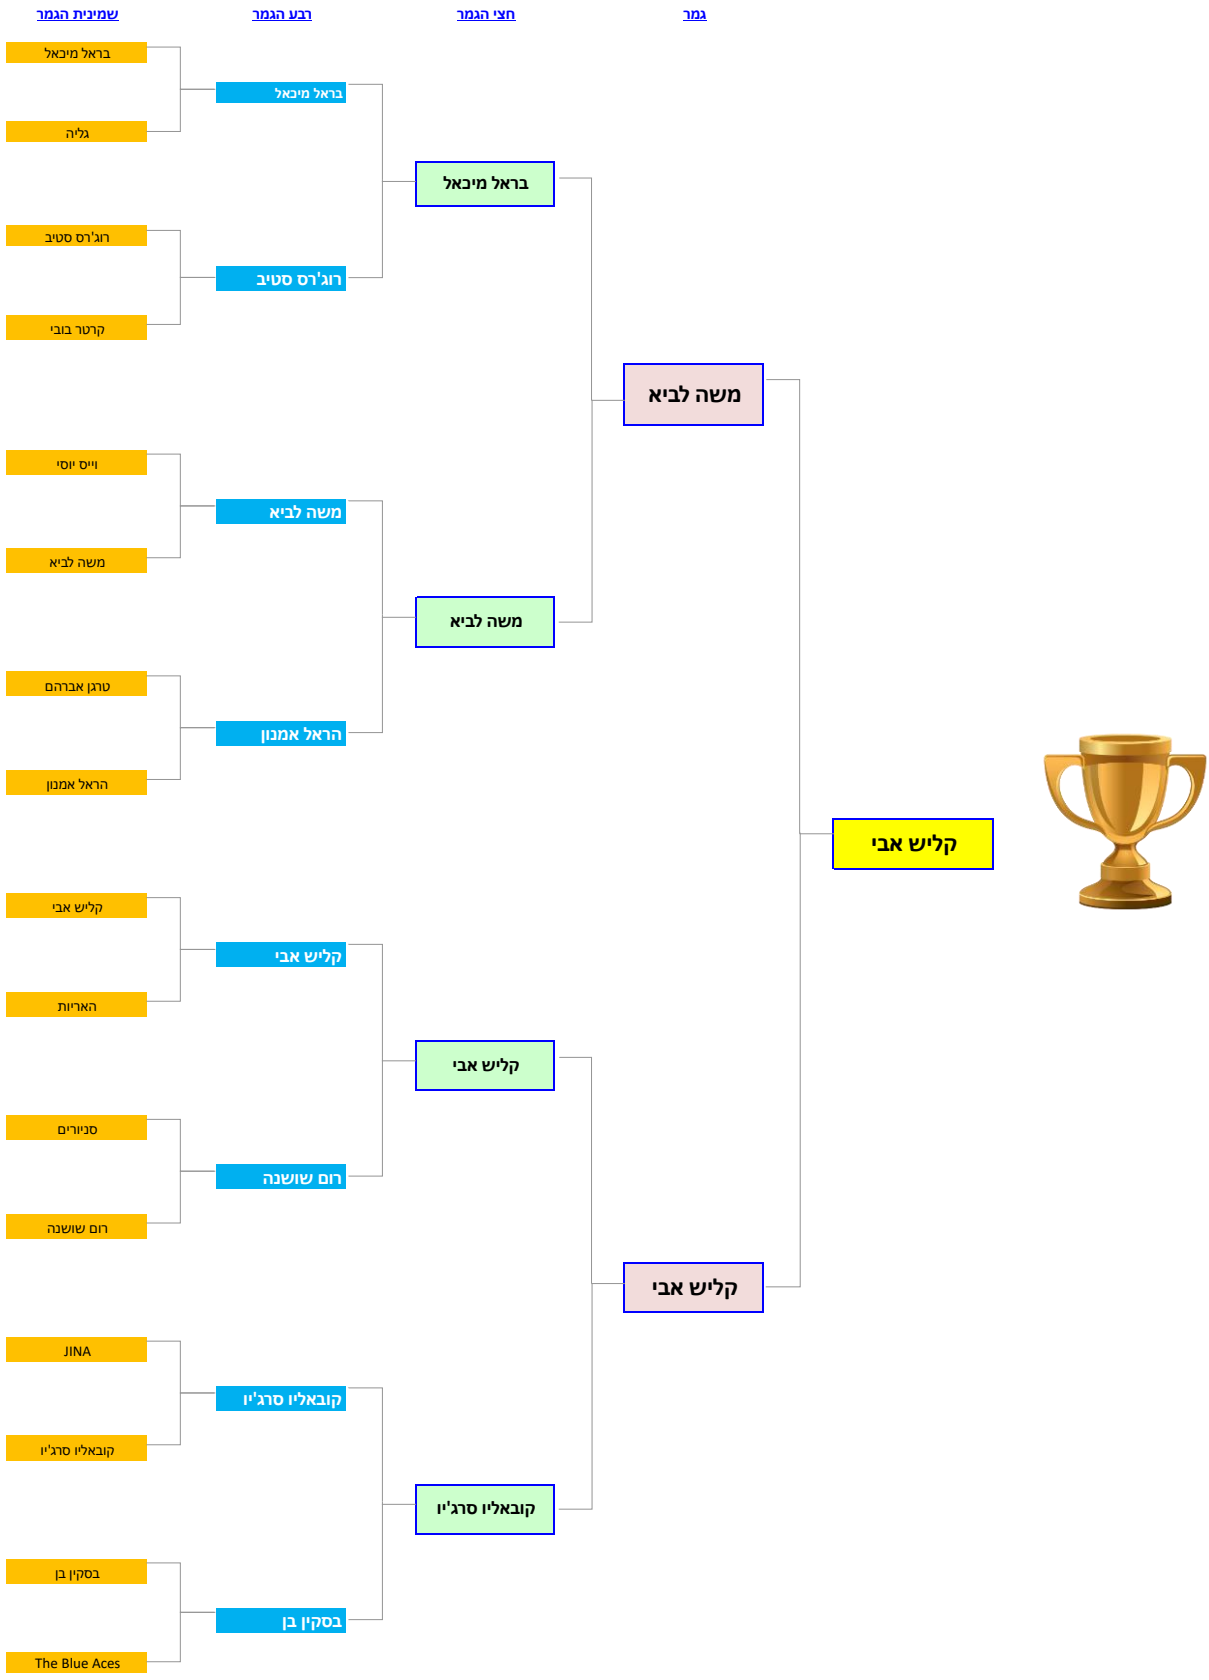 שמינית הגמר
רבע הגמר
חצי הגמר
גמר
בראל מיכאל
בראל מיכאל
גליה
בראל מיכאל
רוג'רס סטיב
רוג'רס סטיב
קרטר בובי
משה לביא
וייס יוסי
משה לביא
משה לביא
משה לביא
טרגן אברהם
הראל אמנון
הראל אמנון
קליש אבי
קליש אבי
קליש אבי
האריות
קליש אבי
סניורים
רום שושנה
רום שושנה
קליש אבי
JINA
קובאליו סרג'יו
קובאליו סרג'יו
קובאליו סרג'יו
בסקין בן
בסקין בן
The Blue Aces